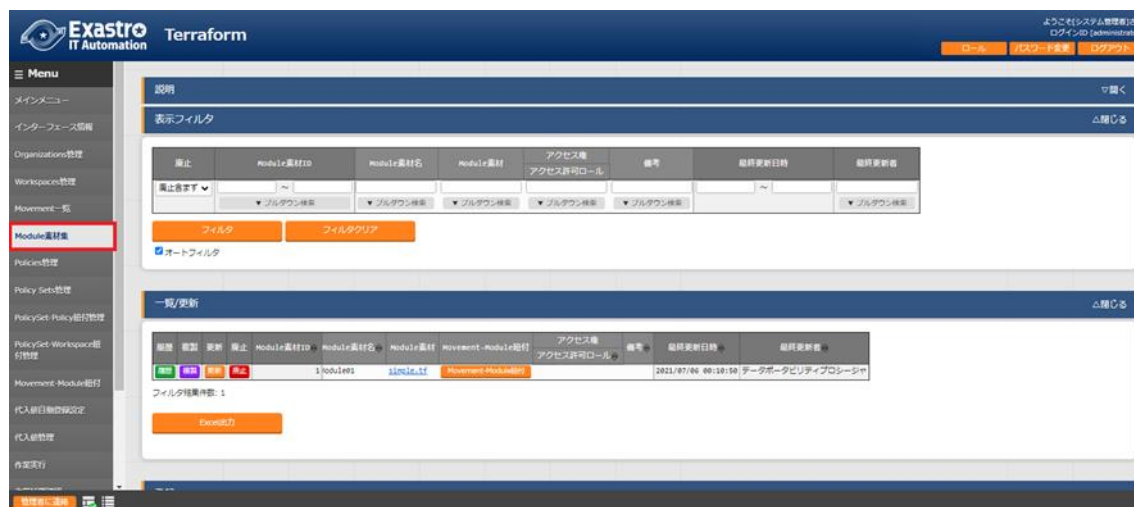 Exastro
IT Automation
Terraform
ようこそ[システム管理者]さ
ログインID [administrat
ロール
パスワード変更
ログアウト
Menu
メインメニュー
インターフェース情報
Organizations管理
Workspaces管理
Movement一覧
Module素材集
Policies管理
Policy Sets管理
PolicySet-Policy紐付管理
PolicySet-Workspace紐
付管理
Movement-Module紐付
代入値自動登録設定
代入値管理
作業実行
管理者に連絡
説明
▽開く
表示フィルタ
△閉じる
廃止 Module素材ID Module素材名 Module素材 アクセス権 備考 最終更新日時 最終更新者
アクセス許可ロール
廃止含まず ～ ～
▼ プルダウン検索 ▼ プルダウン検索 ▼ プルダウン検索 ▼ プルダウン検索 ▼ プルダウン検索 ▼ プルダウン検索
フィルタ フィルタクリア
オートフィルタ
一覧/更新
△閉じる
履歴 複製 更新 廃止 Module素材ID Module素材名 Module素材 Movement-Module紐付 アクセス権 備考 最終更新日時 最終更新者
アクセス許可ロール
履歴 複製 更新 廃止 1 Module01 simple.tf Movement-Module紐付 2021/07/06 00:10:50 データポータビリティプロシージャ
フィルタ結果件数: 1
Excel出力